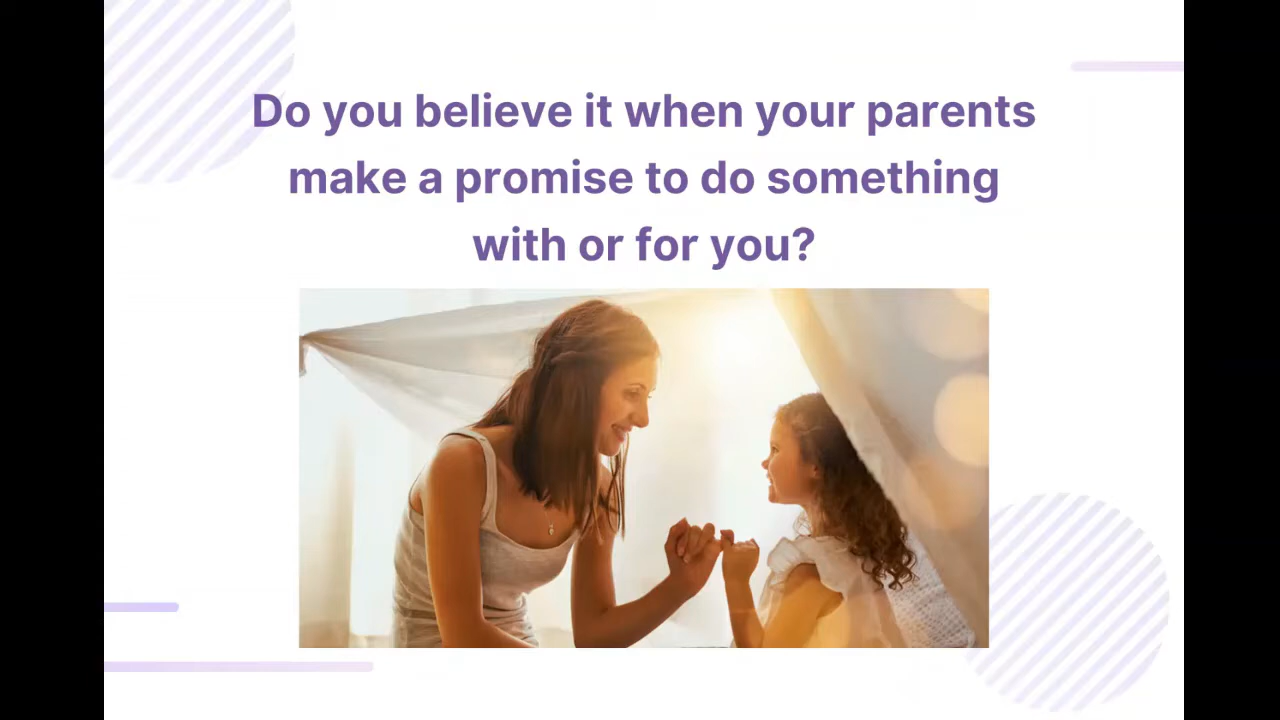 Do you believe it when your parents
make a promise to do something
with or for you?